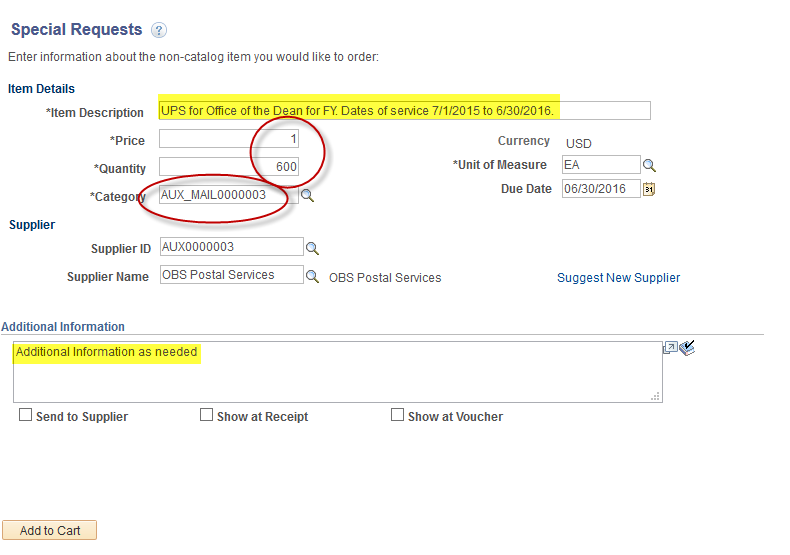 Special Requests ?
Enter information about the non-catalog item you would like to order:
Item Details
*Item Description UPS for Office of the Dean for FY. Dates of service 7/1/2015 to 6/30/2016.
*Price 1 Currency USD
*Quantity 600 *Unit of Measure EA
*Category AUX_MAIL0000003 Due Date 06/30/2016 31
Supplier
Supplier ID AUX0000003
Supplier Name OBS Postal Services OBS Postal Services Suggest New Supplier
Additional Information
Additional Information as needed
Send to Supplier Show at Receipt Show at Voucher
Add to Cart